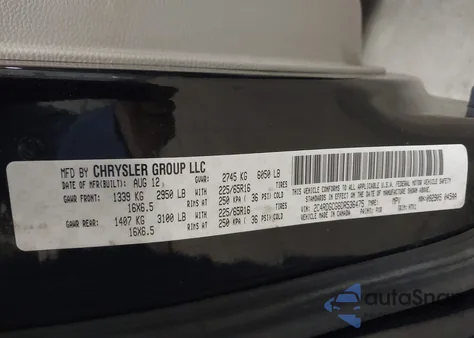 MFD BY CHRYSLER GROUP LLC
DATE OF MFR(BUILT): AUG 12 GVWR: 2745 KG 6050 LB
GAWR FRONT: 1339 KG 2950 LB WITH 225/65R16 TIRES
16X6.5 RIMS AT 250 KPA ( 36 PSI) COLD
GAWR REAR: 1407 KG 3100 LB WITH 225/65R16 TIRES
16X6.5 RIMS AT 250 KPA ( 36 PSI) COLD
THIS VEHICLE CONFORMS TO ALL APPLICABLE U.S.A. FEDERAL MOTOR VEHICLE
STANDARDS IN EFFECT ON THE DATE OF MANUFACTURE SHOWN ABOVE.
TYPE: MPV
MADE IN CANADA PAINT: TRIM:
autoSnap